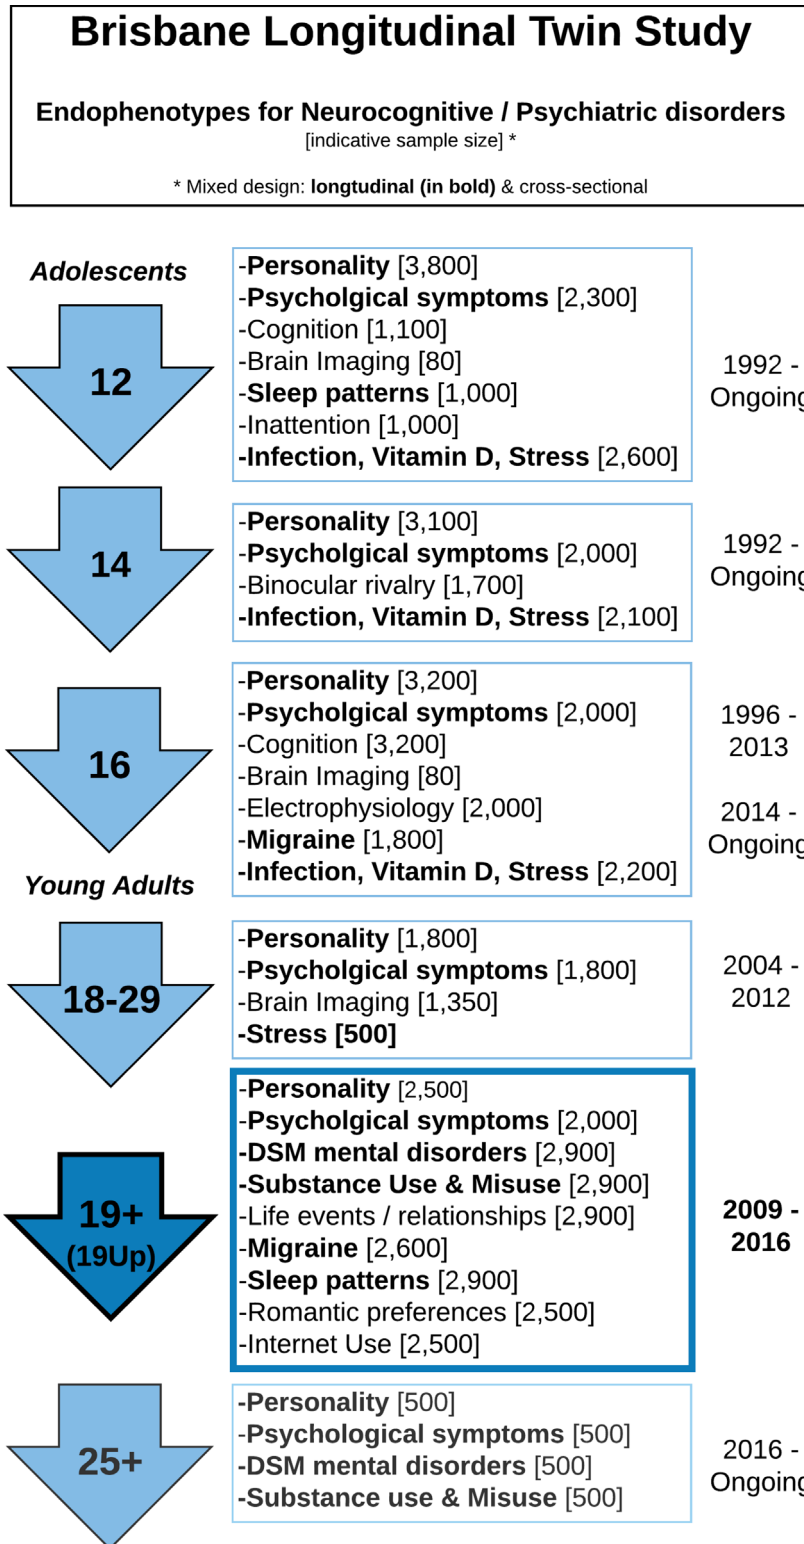 Brisbane Longitudinal Twin Study
Endophenotypes for Neurocognitive / Psychiatric disorders
[indicative sample size] *
* Mixed design: longtudinal (in bold) & cross-sectional
Adolescents
12
-Personality [3,800]
-Psycholgical symptoms [2,300]
-Cognition [1,100]
-Brain Imaging [80]
-Sleep patterns [1,000]
-Inattention [1,000]
-Infection, Vitamin D, Stress [2,600]
1992 -
Ongoing
14
-Personality [3,100]
-Psycholgical symptoms [2,000]
-Binocular rivalry [1,700]
-Infection, Vitamin D, Stress [2,100]
1992 -
Ongoing
16
-Personality [3,200]
-Psycholgical symptoms [2,000]
-Cognition [3,200]
-Brain Imaging [80]
-Electrophysiology [2,000]
-Migraine [1,800]
-Infection, Vitamin D, Stress [2,200]
1996 -
2013
2014 -
Ongoing
Young Adults
18-29
-Personality [1,800]
-Psycholgical symptoms [1,800]
-Brain Imaging [1,350]
-Stress [500]
2004 -
2012
19+
(19Up)
-Personality [2,500]
-Psycholgical symptoms [2,000]
-DSM mental disorders [2,900]
-Substance Use & Misuse [2,900]
-Life events / relationships [2,900]
-Migraine [2,600]
-Sleep patterns [2,900]
-Romantic preferences [2,500]
-Internet Use [2,500]
2009 -
2016
25+
-Personality [500]
-Psychological symptoms [500]
-DSM mental disorders [500]
-Substance use & Misuse [500]
2016 -
Ongoing